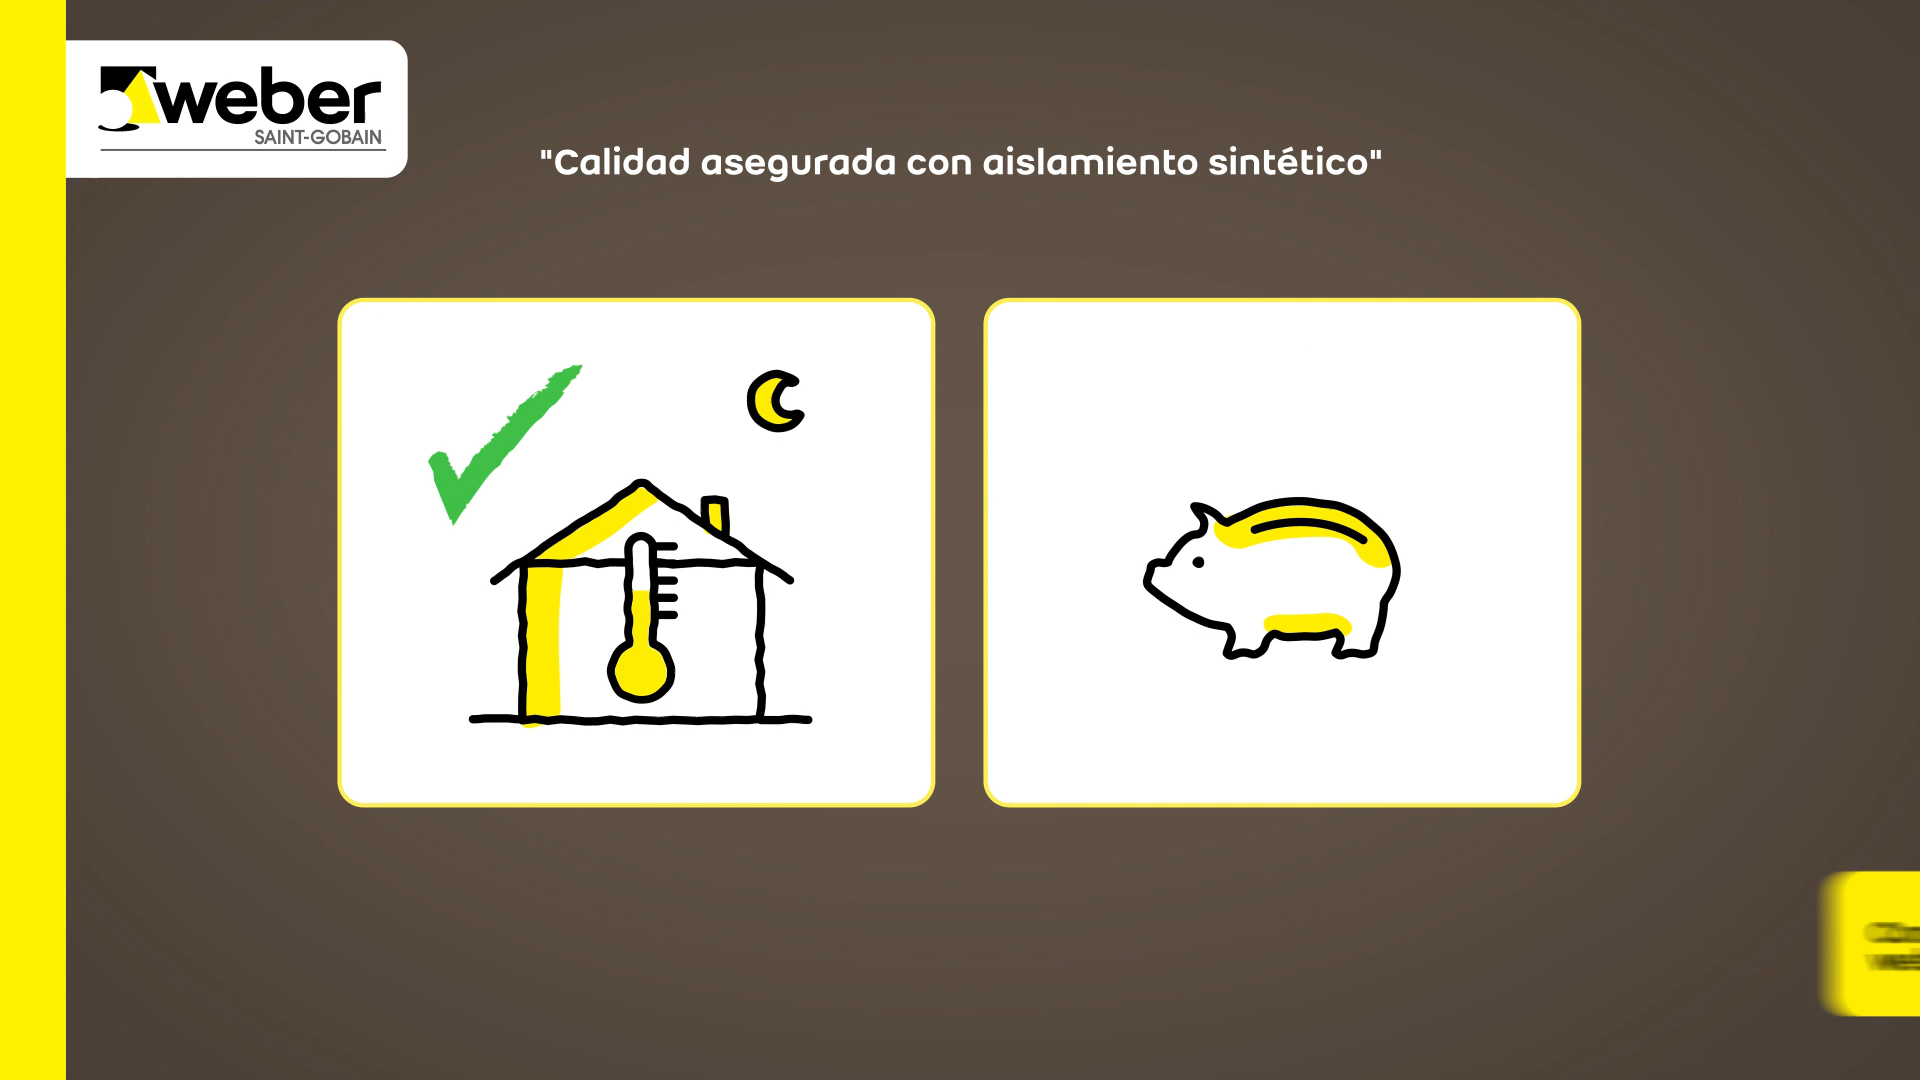 weber
SAINT-GOBAIN
"Calidad asegurada con aislamiento sintético"